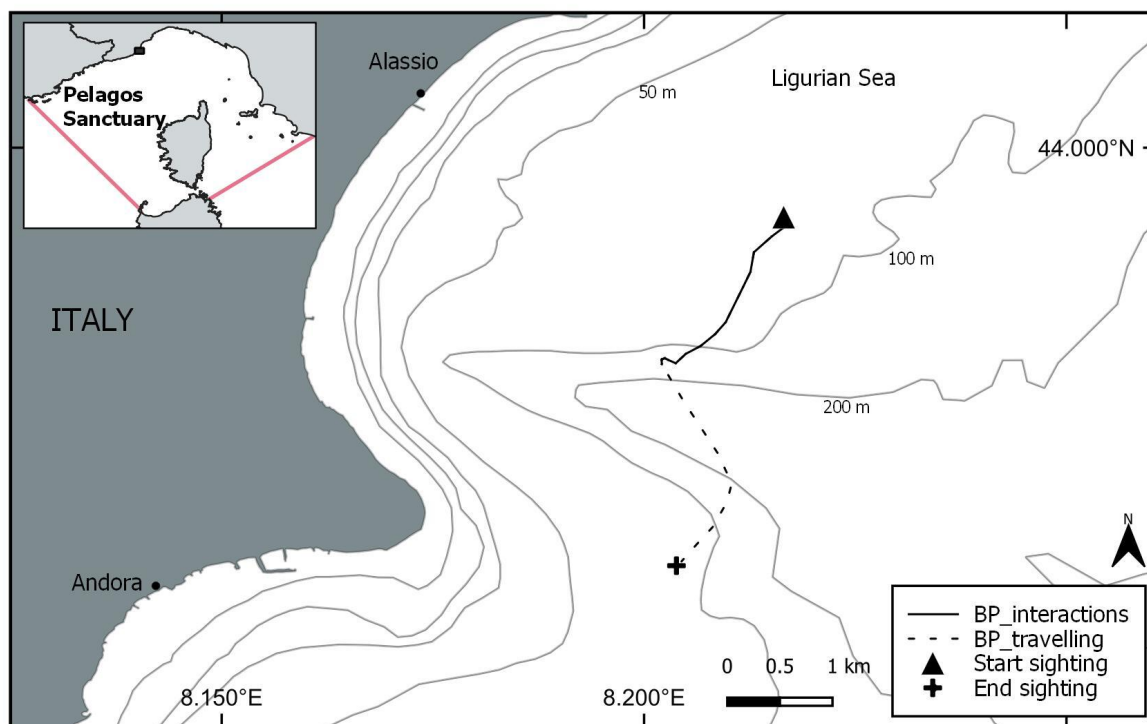 Pelagos
Sanctuary
Alassio
50 m
Ligurian Sea
44.000°N
100 m
ITALY
200 m
Andora
N
8.150°E
8.200°E
0 0.5 1 km
BP_interactions
BP_travelling
Start sighting
End sighting